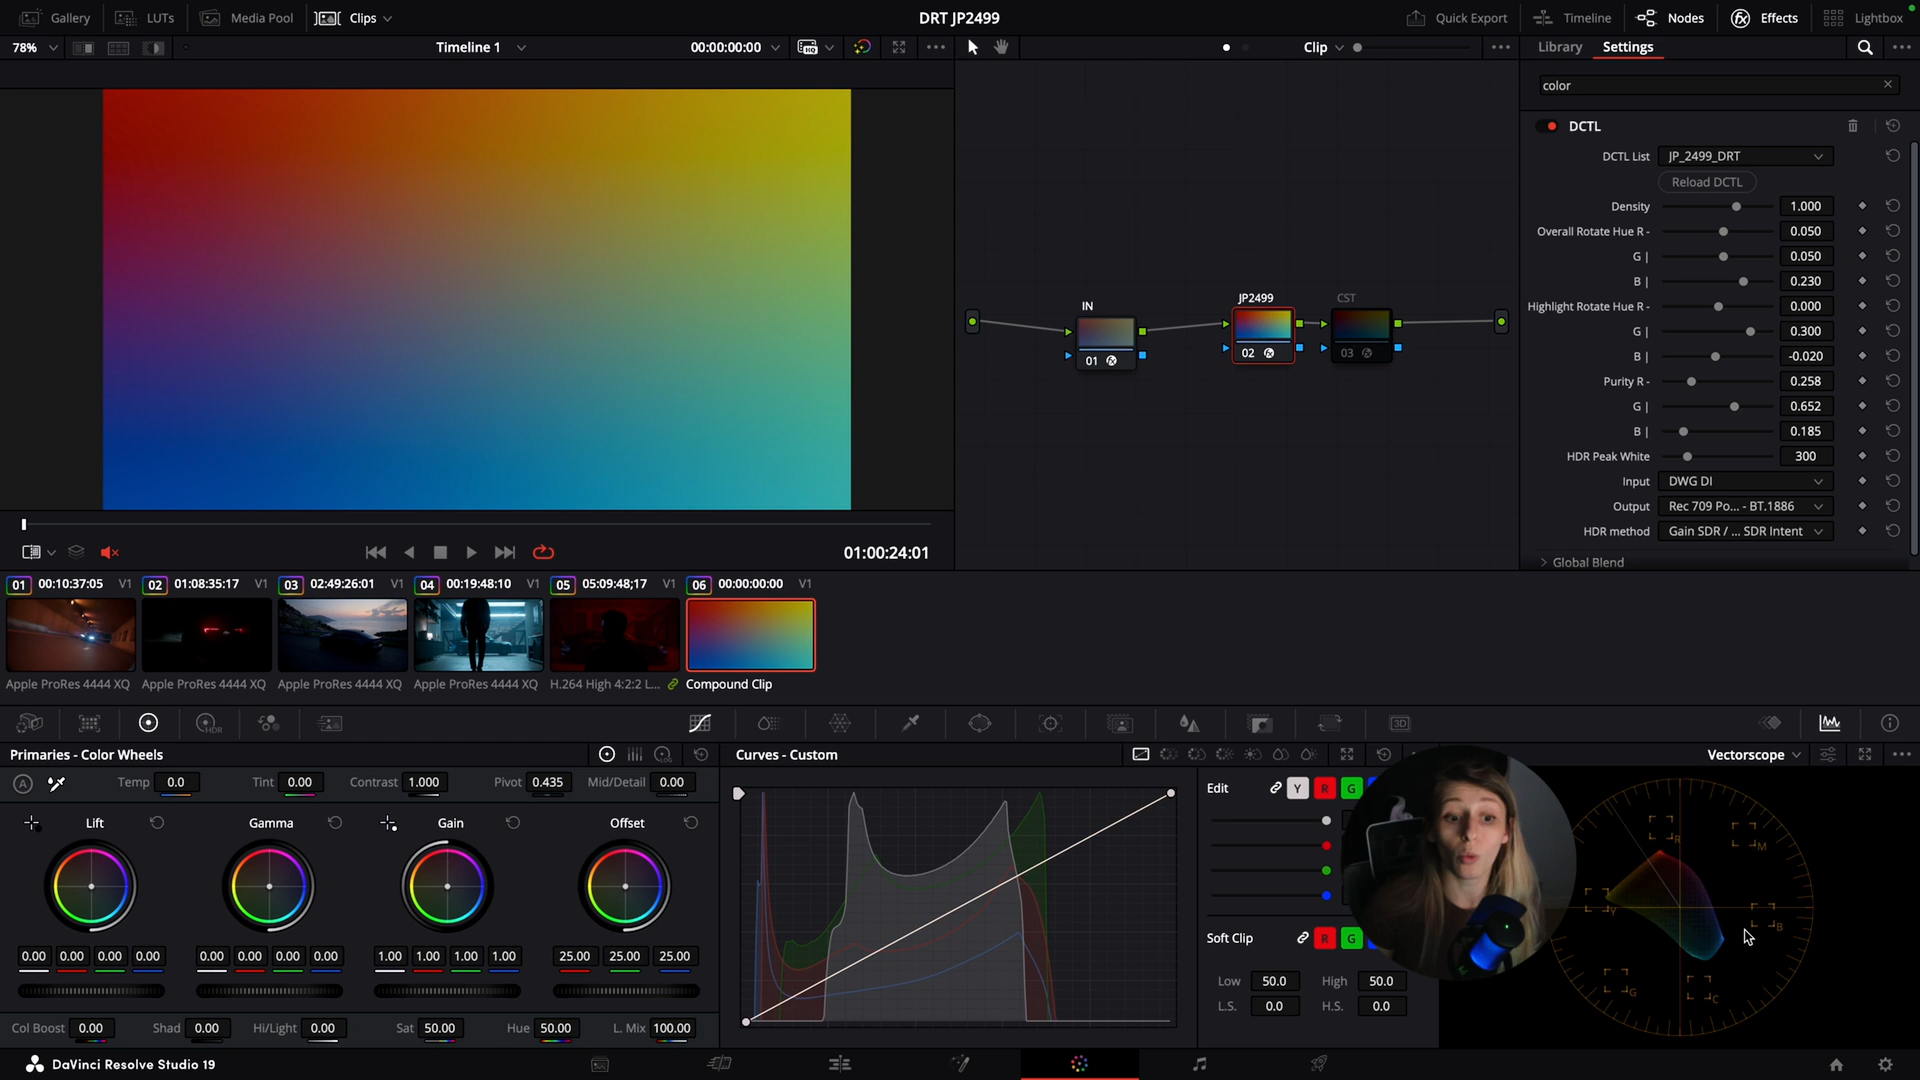 Gallery LUTs Media Pool Clips DRT JP2499 Quick Export Timeline Nodes Effects Lightbox
78% Timeline 1 00:00:00:00 HQ Clip Library Settings
color
DCTL
DCTL List JP_2499_DRT
Reload DCTL
Density 1.000
Overall Rotate Hue R - 0.050
G | 0.050
B | 0.230
Highlight Rotate Hue R - 0.000
G | 0.300
B | -0.020
Purity R - 0.258
G | 0.652
B | 0.185
HDR Peak White 300
Input DWG DI
Output Rec 709 Po... - BT.1886
HDR method Gain SDR / ... SDR Intent
Global Blend
IN
01
JP2499
02
CST
03
01:00:24:01
01 00:10:37:05 V1 02 01:08:35:17 V1 03 02:49:26:01 V1 04 00:19:48:10 V1 05 05:09:48;17 V1 06 00:00:00:00 V1
Apple ProRes 4444 XQ Apple ProRes 4444 XQ Apple ProRes 4444 XQ Apple ProRes 4444 XQ H.264 High 4:2:2 L... Compound Clip
HDR 3D
Primaries - Color Wheels LOG Curves - Custom Vectorscope
A Temp 0.0 Tint 0.00 Contrast 1.000 Pivot 0.435 Mid/Detail 0.00
Lift Gamma Gain Offset
0.00 0.00 0.00 0.00 0.00 0.00 0.00 0.00 1.00 1.00 1.00 1.00 25.00 25.00 25.00
Col Boost 0.00 Shad 0.00 Hi/Light 0.00 Sat 50.00 Hue 50.00 L. Mix 100.00
Edit Y R G
Soft Clip R G
Low 50.0 High 50.0
L.S. 0.0 H.S. 0.0
R M
Y B
G C
DaVinci Resolve Studio 19